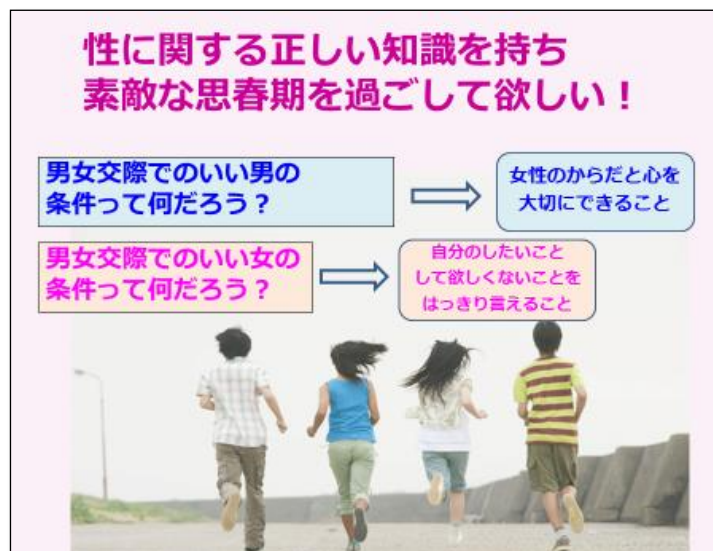 性に関する正しい知識を持ち
素敵な思春期を過ごして欲しい！
男女交際でのいい男の
条件って何だろう？
女性のからだと心を
大切にできること
男女交際でのいい女の
条件って何だろう？
自分のしたいこと
して欲しくないことを
はっきり言えること